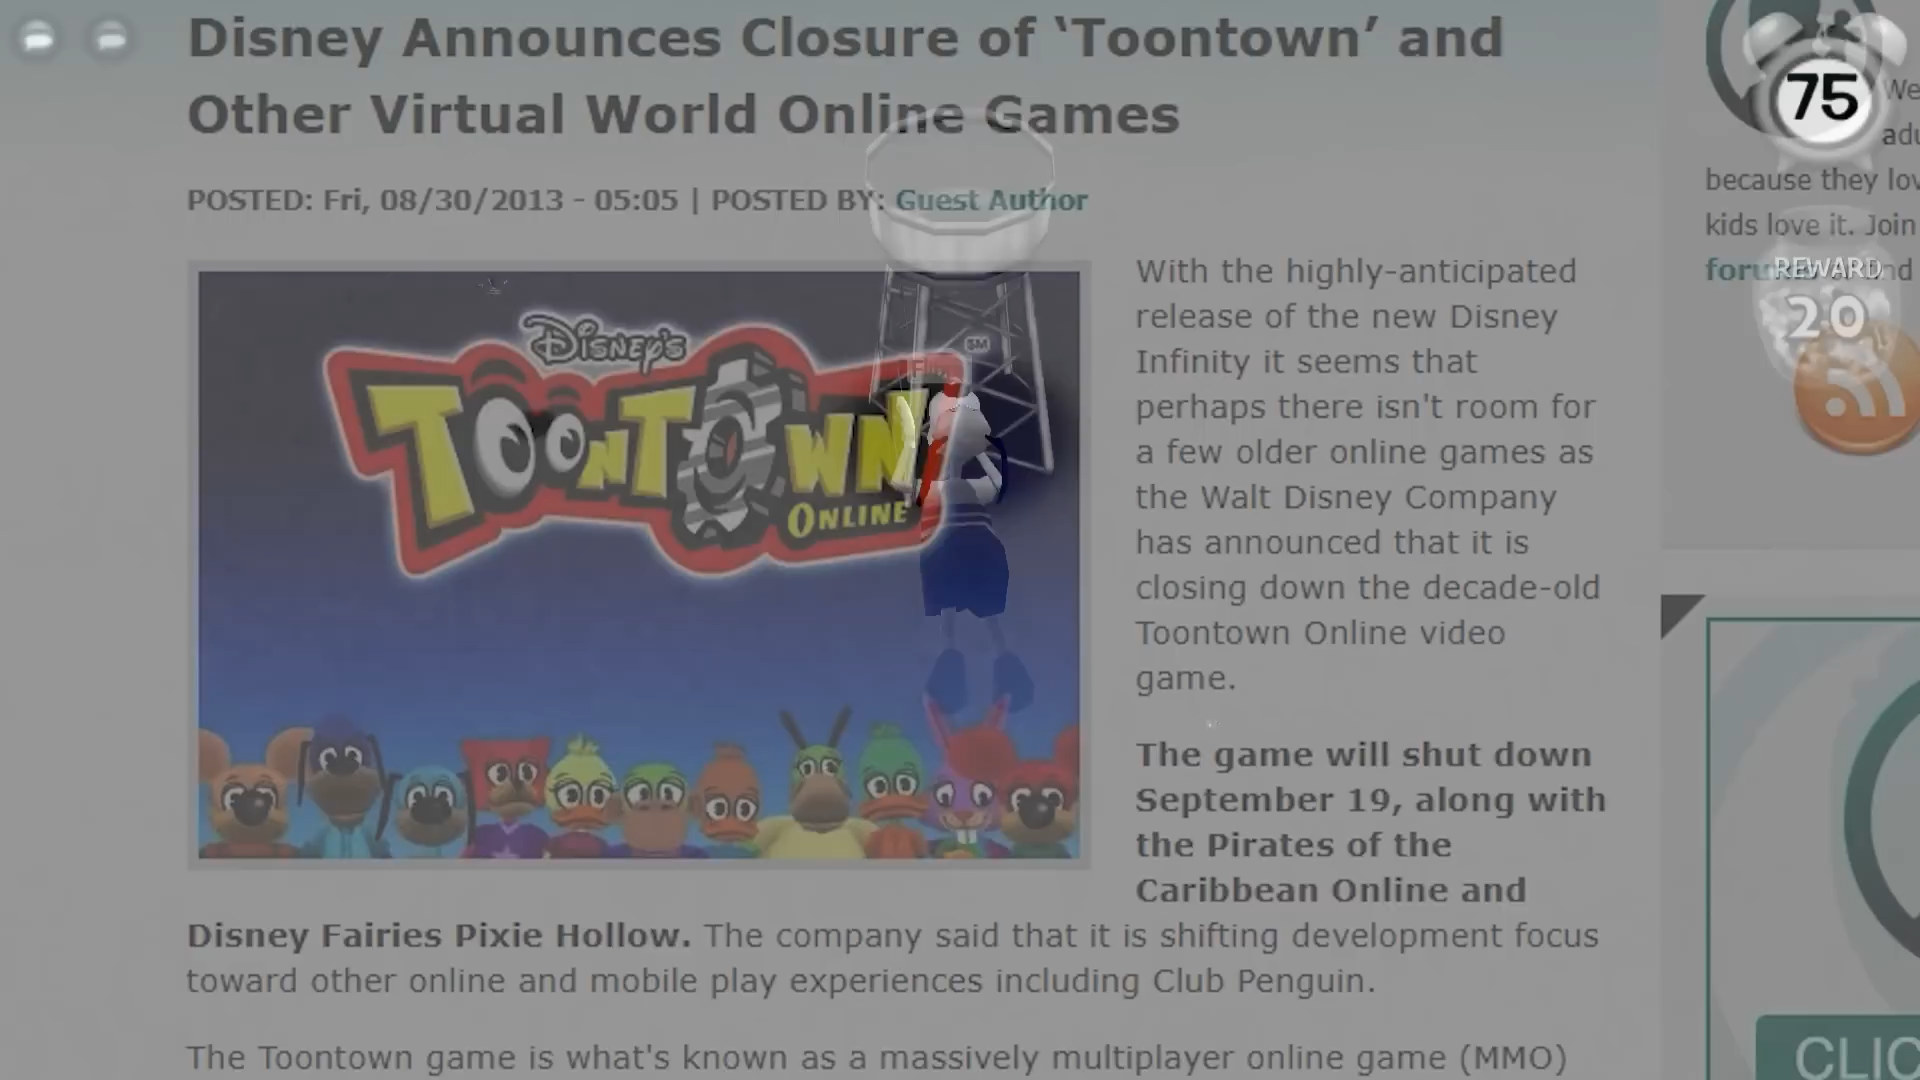 Disney Announces Closure of ‘Toontown’ and
Other Virtual World Online Games
POSTED: Fri, 08/30/2013 - 05:05 | POSTED BY: Guest Author
DISNEY'S
TOONTOWN
ONLINE
SM
With the highly-anticipated
release of the new Disney
Infinity it seems that
perhaps there isn't room for
a few older online games as
the Walt Disney Company
has announced that it is
closing down the decade-old
Toontown Online video
game.
The game will shut down
September 19, along with
the Pirates of the
Caribbean Online and
Disney Fairies Pixie Hollow. The company said that it is shifting development focus
toward other online and mobile play experiences including Club Penguin.
The Toontown game is what's known as a massively multiplayer online game (MMO)
75
We
because they
kids love it. Join
REWARD
20